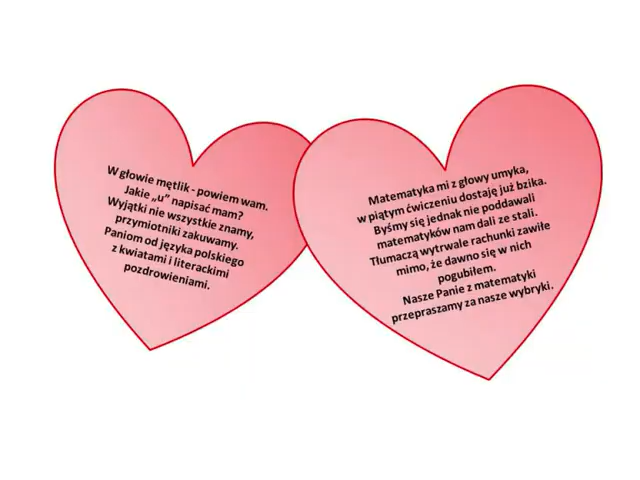 W głowie mętlik - powiem wam.
Jakie „u” napisać mam?
Wyjątki nie wszystkie znamy,
przymiotniki zakuwamy.
Paniom od języka polskiego
z kwiatami i literackimi
pozdrowieniami.
Matematyka mi z głowy umyka,
w piątym ćwiczeniu dostaję już bzika.
Byśmy się jednak nie poddawali
matematyków nam dali ze stali.
Tłumaczą wytrwale rachunki zawiłe
mimo, że dawno się w nich
pogubiłem.
Nasze Panie z matematyki
przepraszamy za nasze wybryki.